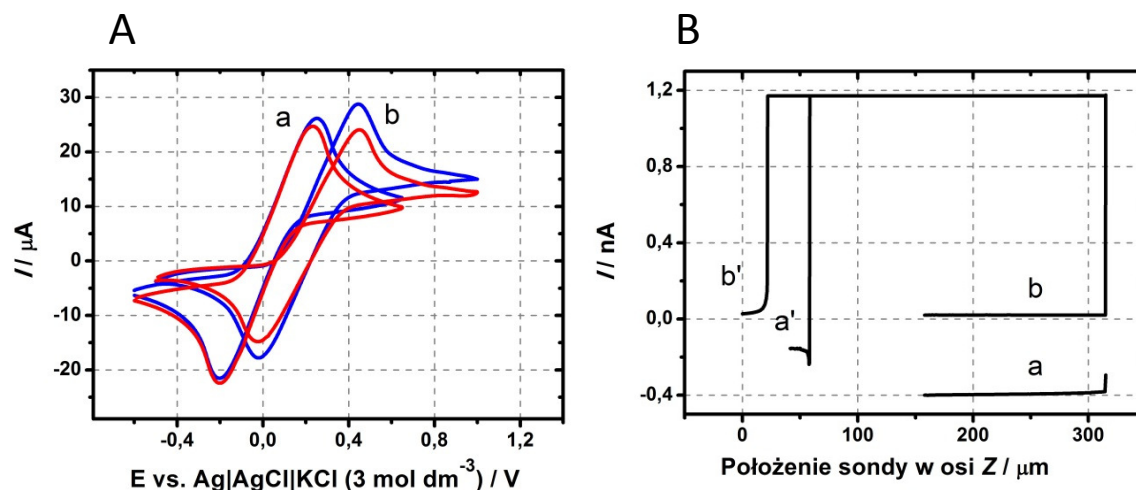 A
30
20
10
0
-10
-20
I / μA
a
b
-0,4
0,0
0,4
0,8
1,2
E vs. Ag|AgCl|KCl (3 mol dm⁻³) / V
B
1,2
0,8
0,4
0,0
-0,4
I / nA
b'
a'
b
a
0
100
200
300
Położenie sondy w osi Z / μm